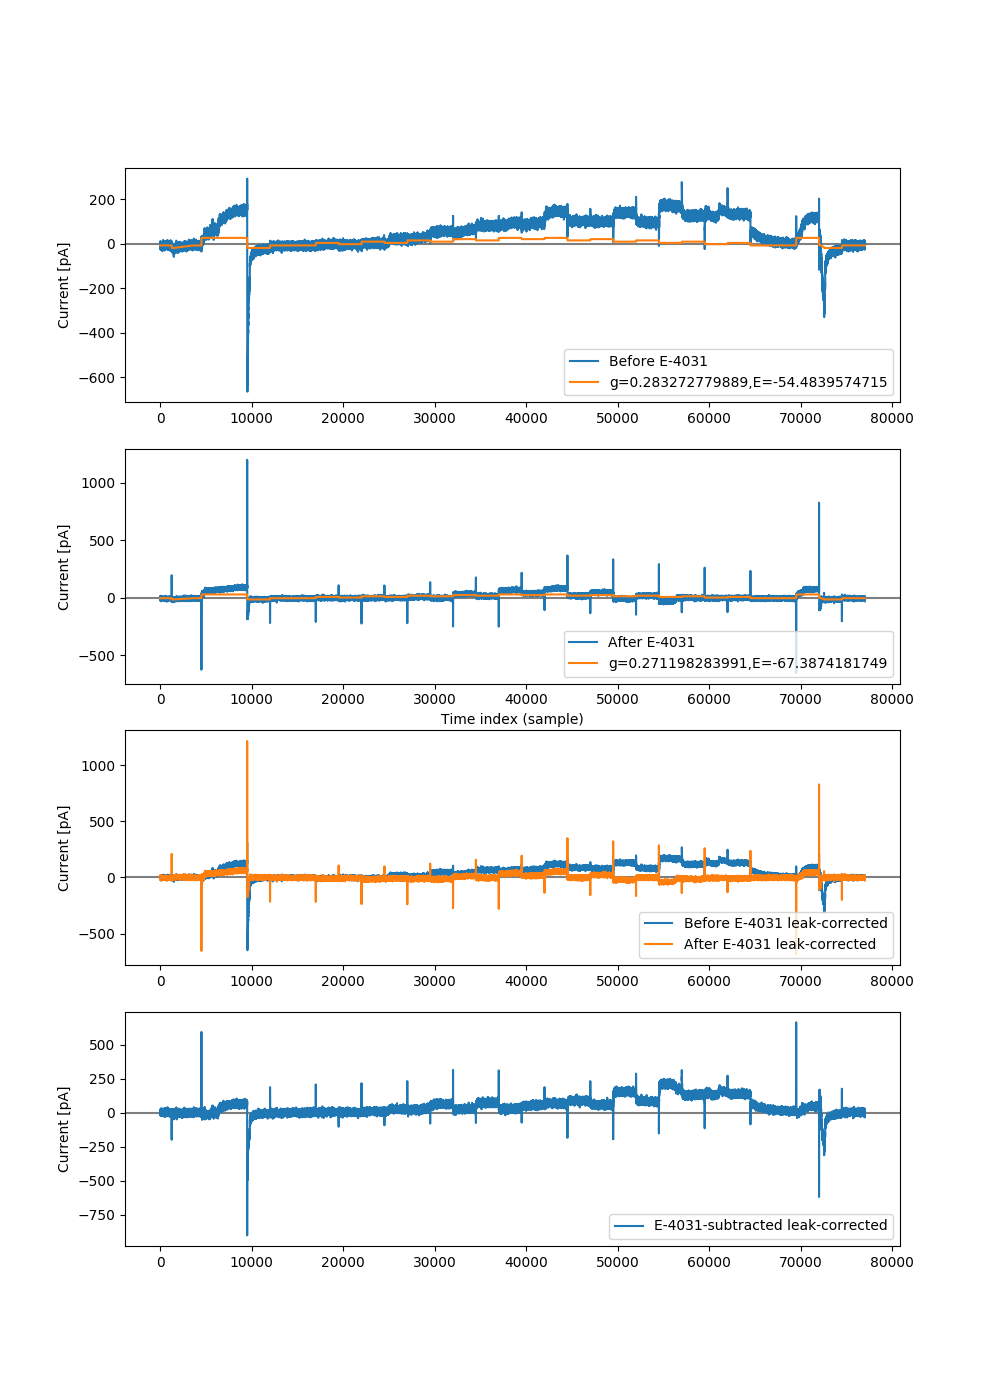 200
0
−200
−400
−600
Current [pA]
Before E-4031
g=0.283272779889,E=-54.4839574715
0 10000 20000 30000 40000 50000 60000 70000 80000
1000
500
0
−500
Current [pA]
After E-4031
g=0.271198283991,E=-67.3874181749
0 10000 20000 30000 40000 50000 60000 70000 80000
Time index (sample)
1000
500
0
−500
Current [pA]
Before E-4031 leak-corrected
After E-4031 leak-corrected
0 10000 20000 30000 40000 50000 60000 70000 80000
500
250
0
−250
−500
−750
Current [pA]
E-4031-subtracted leak-corrected
0 10000 20000 30000 40000 50000 60000 70000 80000